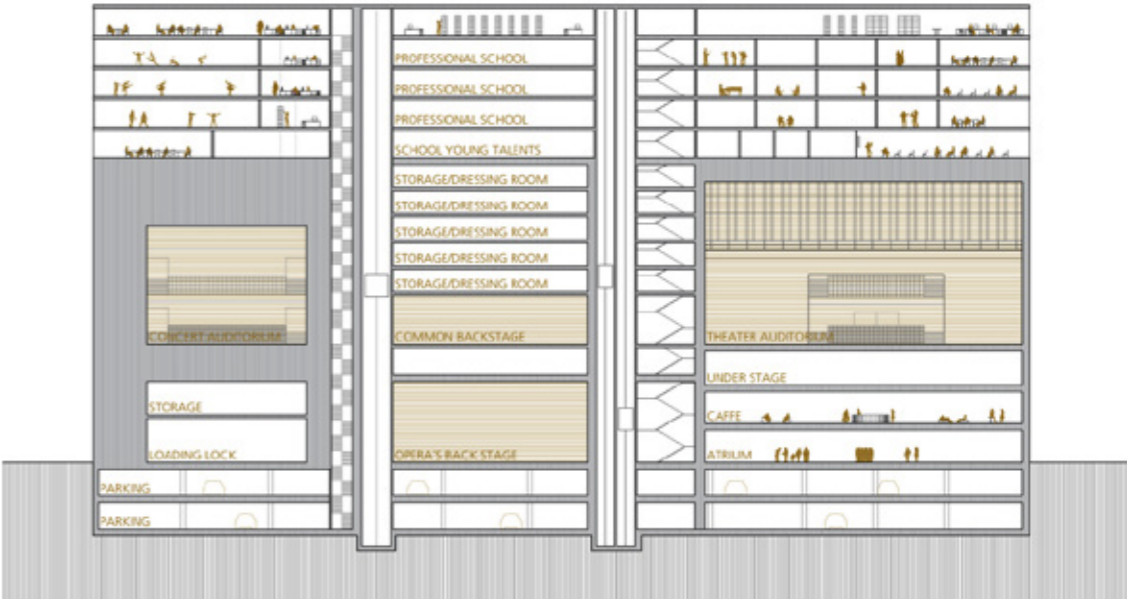 PROFESSIONAL SCHOOL
PROFESSIONAL SCHOOL
PROFESSIONAL SCHOOL
SCHOOL YOUNG TALENTS
STORAGE/DRESSING ROOM
STORAGE/DRESSING ROOM
STORAGE/DRESSING ROOM
STORAGE/DRESSING ROOM
STORAGE/DRESSING ROOM
CONCERT AUDITORIUM
COMMON BACKSTAGE
THEATER AUDITORIUM
UNDER STAGE
STORAGE
CAFFE
LOADING LOCK
OPERA'S BACK STAGE
ATRIUM
PARKING
PARKING